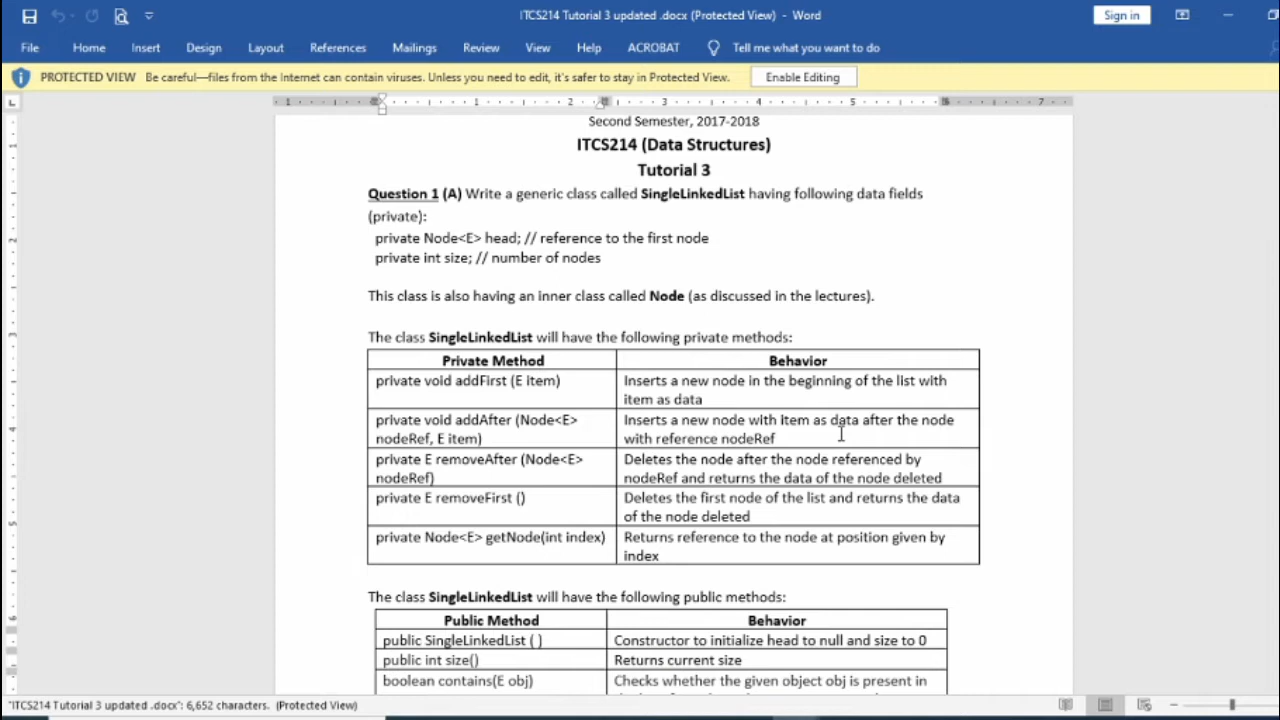 ITCS214 Tutorial 3 updated .docx (Protected View) - Word
Sign in
File Home Insert Design Layout References Mailings Review View Help ACROBAT Tell me what you want to do
PROTECTED VIEW Be careful—files from the Internet can contain viruses. Unless you need to edit, it's safer to stay in Protected View. Enable Editing
1 1 2 3 4 5 6 7
Second Semester, 2017-2018
ITCS214 (Data Structures)
Tutorial 3
Question 1 (A) Write a generic class called SingleLinkedList having following data fields
(private):
private Node<E> head; // reference to the first node
private int size; // number of nodes
This class is also having an inner class called Node (as discussed in the lectures).
The class SingleLinkedList will have the following private methods:
Private Method Behavior
private void addFirst (E item) Inserts a new node in the beginning of the list with
item as data
private void addAfter (Node<E> Inserts a new node with item as data after the node
nodeRef, E item) with reference nodeRef
private E removeAfter (Node<E> Deletes the node after the node referenced by
nodeRef) nodeRef and returns the data of the node deleted
private E removeFirst () Deletes the first node of the list and returns the data
of the node deleted
private Node<E> getNode(int index) Returns reference to the node at position given by
index
The class SingleLinkedList will have the following public methods:
Public Method Behavior
public SingleLinkedList ( ) Constructor to initialize head to null and size to 0
public int size() Returns current size
boolean contains(E obj) Checks whether the given object obj is present in
"ITCS214 Tutorial 3 updated .docx": 6,652 characters. (Protected View)